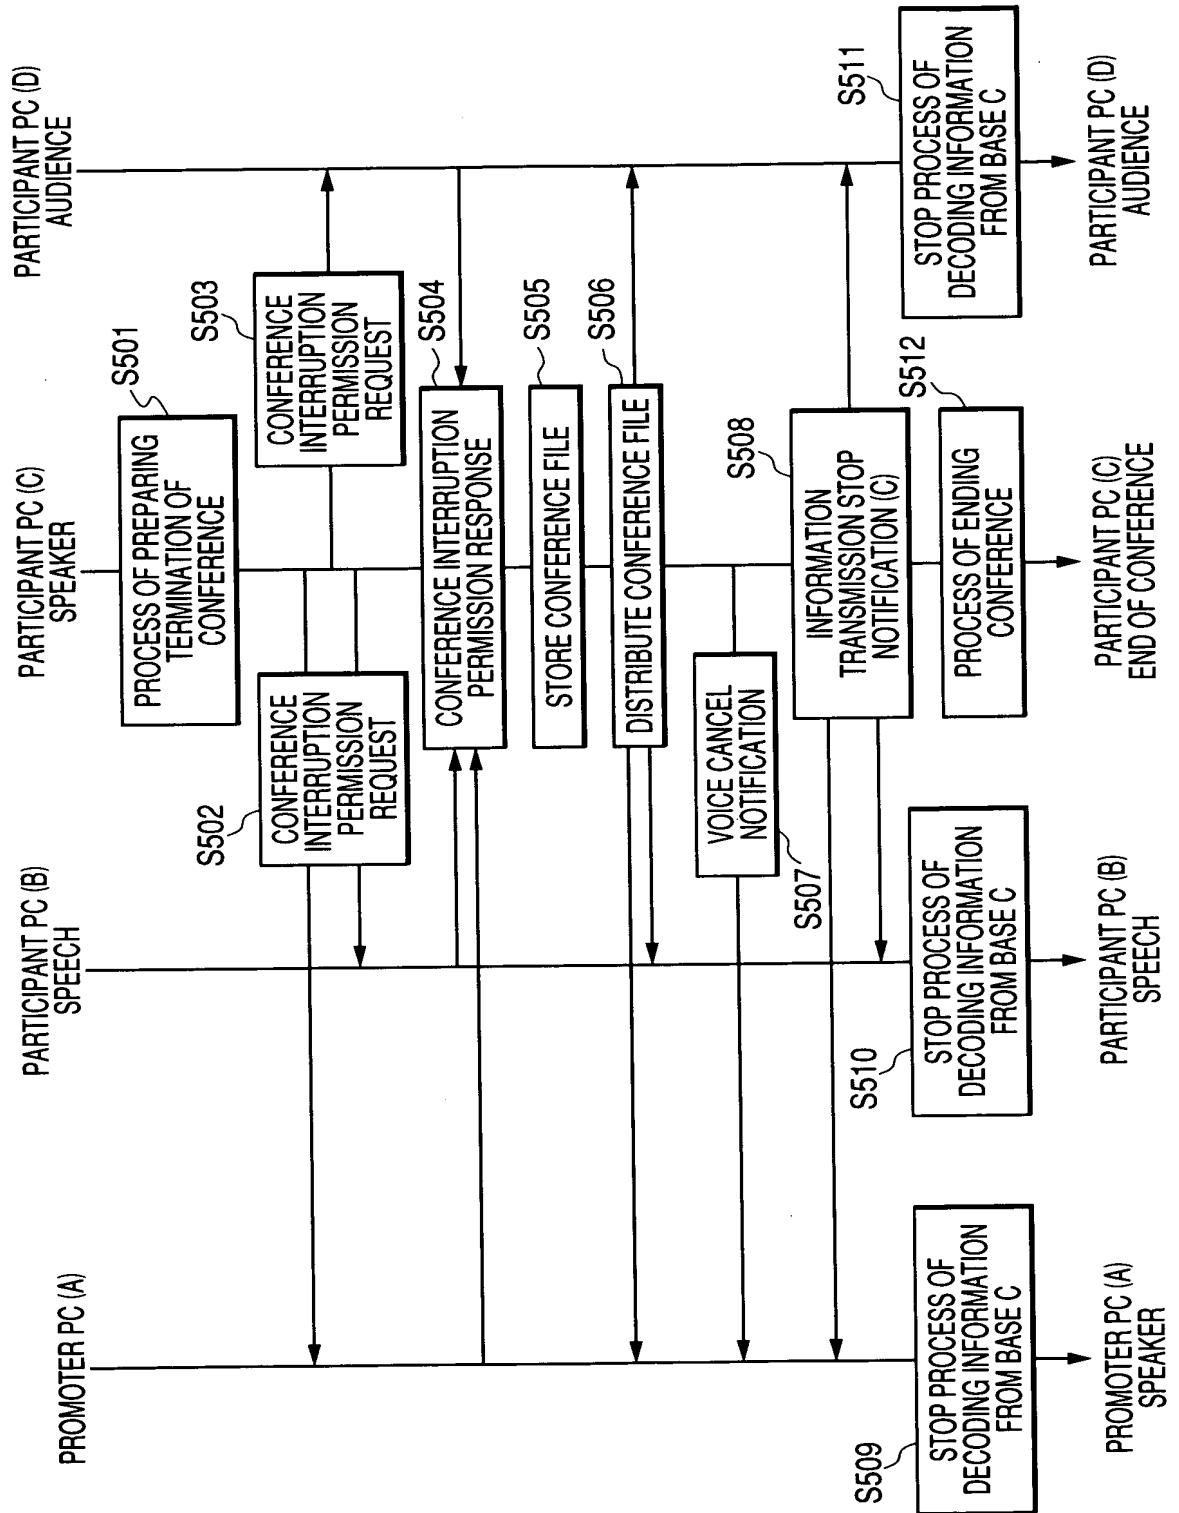 PROMOTER PC (A)
PARTICIPANT PC (B)
SPEECH
PARTICIPANT PC (C)
SPEAKER
PARTICIPANT PC (D)
AUDIENCE
S501
PROCESS OF PREPARING
TERMINATION OF
CONFERENCE
S502
CONFERENCE
INTERRUPTION
PERMISSION
REQUEST
S503
CONFERENCE
INTERRUPTION
PERMISSION
REQUEST
S504
CONFERENCE INTERRUPTION
PERMISSION RESPONSE
S505
STORE CONFERENCE FILE
S506
DISTRIBUTE CONFERENCE FILE
VOICE CANCEL
NOTIFICATION
S507
S508
INFORMATION
TRANSMISSION STOP
NOTIFICATION (C)
S509
STOP PROCESS OF
DECODING INFORMATION
FROM BASE C
S510
STOP PROCESS OF
DECODING INFORMATION
FROM BASE C
S512
PROCESS OF ENDING
CONFERENCE
S511
STOP PROCESS OF
DECODING INFORMATION
FROM BASE C
PROMOTER PC (A)
SPEAKER
PARTICIPANT PC (B)
SPEECH
PARTICIPANT PC (C)
END OF CONFERENCE
PARTICIPANT PC (D)
AUDIENCE